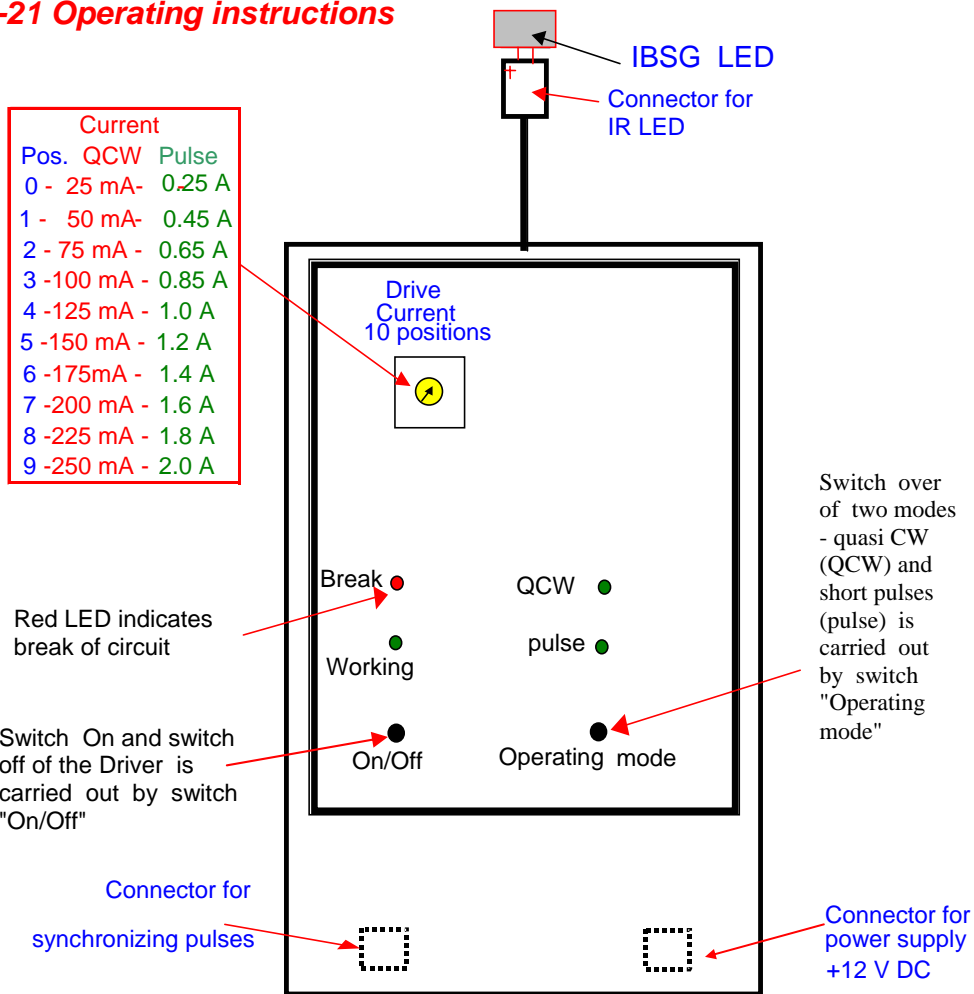 -21 Operating instructions
IBSG LED
Connector for
IR LED
Current
Pos. QCW Pulse
0 - 25 mA- 0.25 A
1 - 50 mA- 0.45 A
2 - 75 mA - 0.65 A
3 -100 mA - 0.85 A
4 -125 mA - 1.0 A
5 -150 mA - 1.2 A
6 -175mA - 1.4 A
7 -200 mA - 1.6 A
8 -225 mA - 1.8 A
9 -250 mA - 2.0 A
Drive
Current
10 positions
Switch over
of two modes
- quasi CW
(QCW) and
short pulses
(pulse) is
carried out
by switch
"Operating
mode"
Break
QCW
Red LED indicates
break of circuit
Working
pulse
Switch On and switch
off of the Driver is
carried out by switch
"On/Off"
On/Off
Operating mode
Connector for
synchronizing pulses
Connector for
power supply
+12 V DC